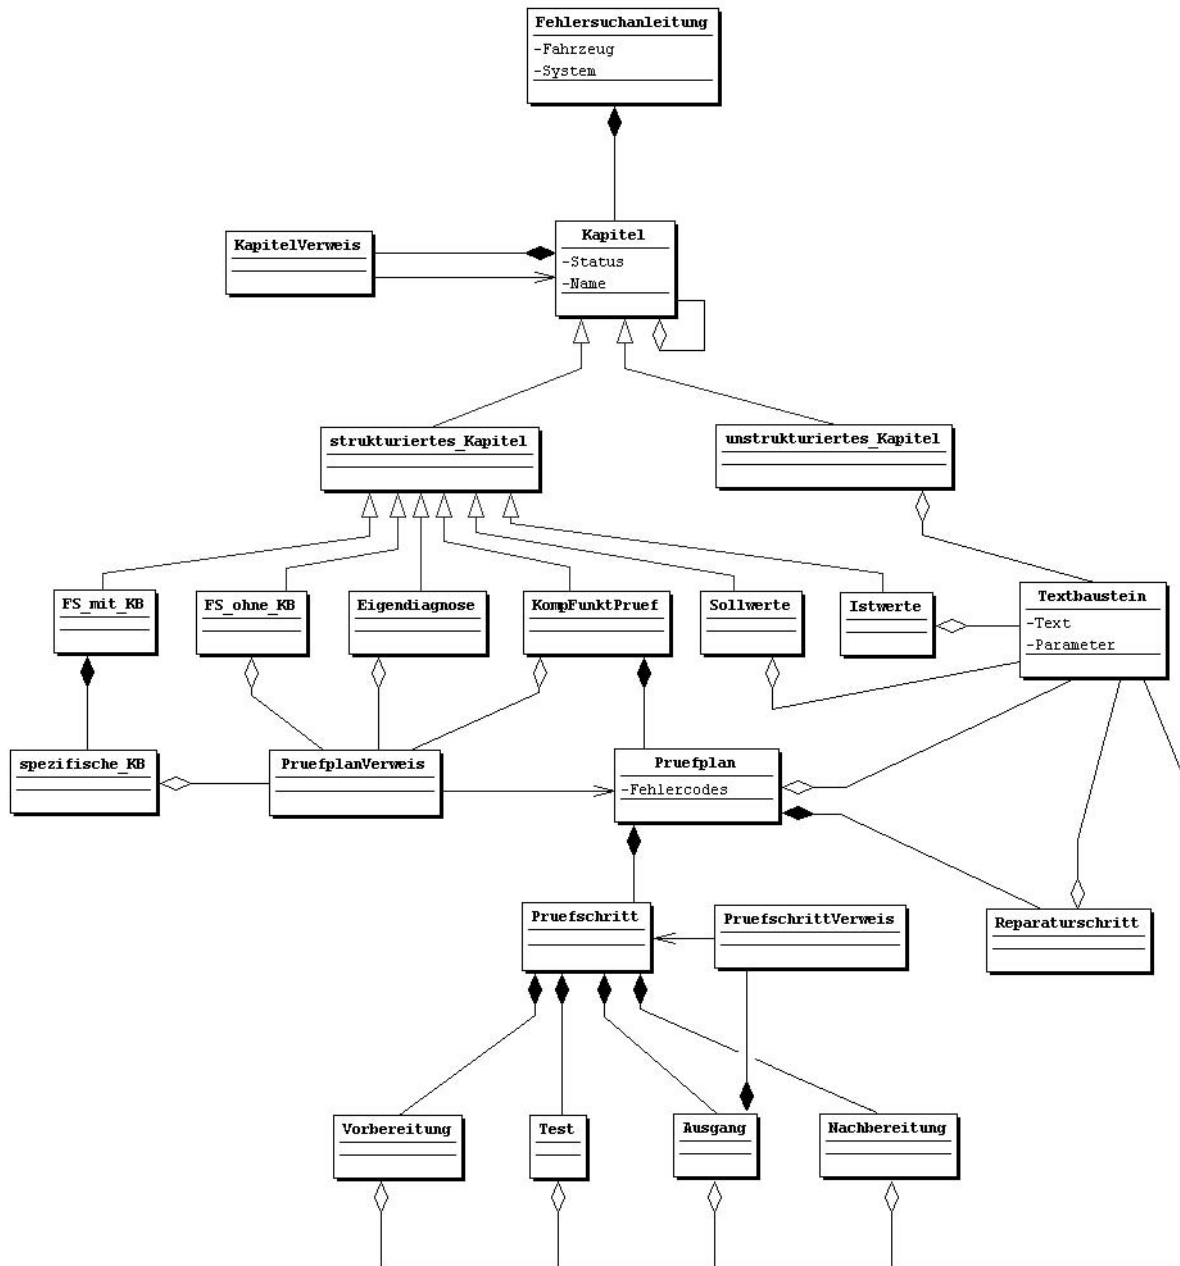 Fehlersuchanleitung
-Fahrzeug
-System
KapitelVerweis
Kapitel
-Status
-Name
strukturiertes_Kapitel
unstrukturiertes_Kapitel
FS_mit_KB
FS_ohne_KB
Eigendiagnose
KompFunktPruef
Sollwerte
Istwerte
Textbaustein
-Text
-Parameter
spezifische_KB
PruefplanVerweis
Pruefplan
-Fehlercodes
Pruefschritt
PruefschrittVerweis
Reparaturschritt
Vorbereitung
Test
Ausgang
Nachbereitung